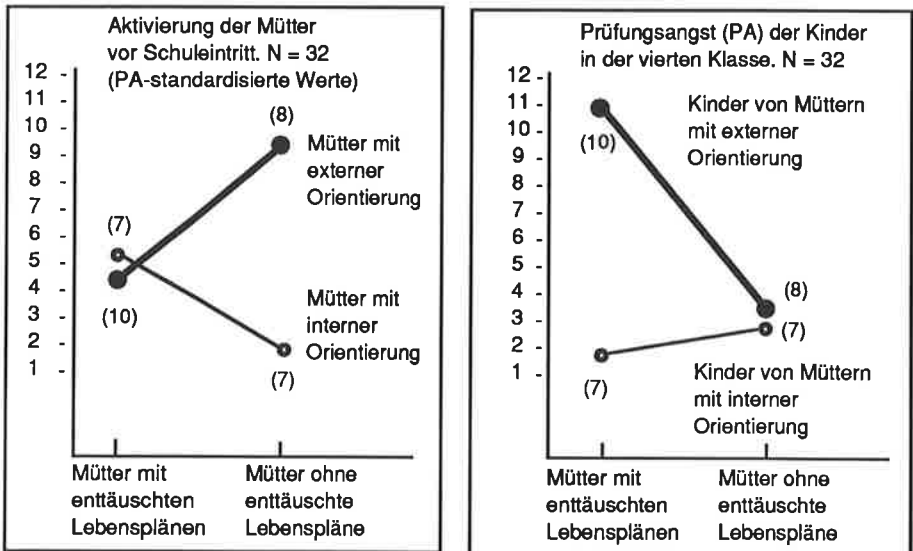 Aktivierung der Mütter
vor Schuleintritt. N = 32
(PA-standardisierte Werte)
12 -
11 -
10 -
9 -
8 -
7 -
6 -
5 -
4 -
3 -
2 -
1 -
(8)
Mütter mit
externer
Orientierung
(7)
(10)
Mütter mit
interner
Orientierung
(7)
Mütter mit
enttäuschten
Lebensplänen
Mütter ohne
enttäuschte
Lebenspläne
Prüfungsangst (PA) der Kinder
in der vierten Klasse. N = 32
12 -
11 -
10 -
9 -
8 -
7 -
6 -
5 -
4 -
3 -
2 -
1 -
(10)
Kinder von Müttern
mit externer
Orientierung
(8)
(7)
(7)
Kinder von Müttern
mit interner
Orientierung
Mütter mit
enttäuschten
Lebensplänen
Mütter ohne
enttäuschte
Lebenspläne